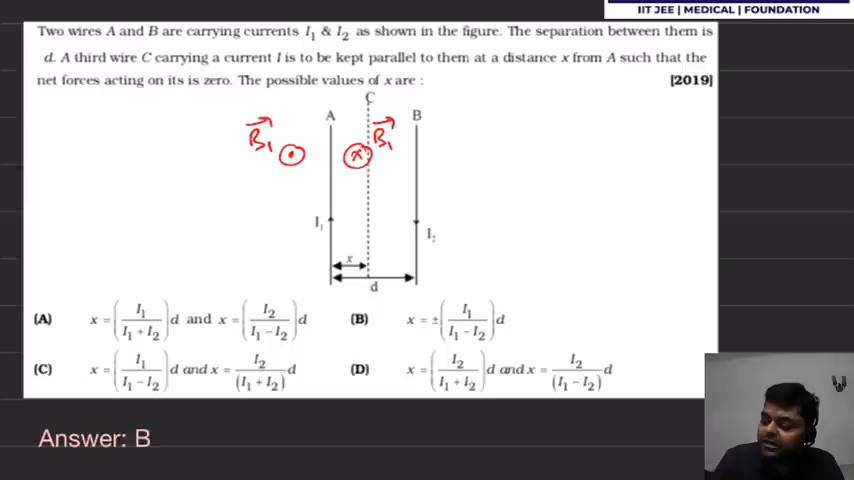 IIT JEE | MEDICAL | FOUNDATION
Two wires A and B are carrying currents I₁ & I₂ as shown in the figure. The separation between them is
d. A third wire C carrying a current I is to be kept parallel to them at a distance x from A such that the
net forces acting on its is zero. The possible values of x are :
[2019]
C
A
B
B₁
B₁
I₁
I₂
x
d
(A) x = (I₁/(I₁ + I₂)) d and x = (I₂/(I₁ − I₂)) d
(B) x = ± (I₁/(I₁ − I₂)) d
(C) x = (I₁/(I₁ − I₂)) d and x = I₂/(I₁ + I₂) d
(D) x = (I₂/(I₁ + I₂)) d and x = I₂/(I₁ − I₂) d
Answer: B